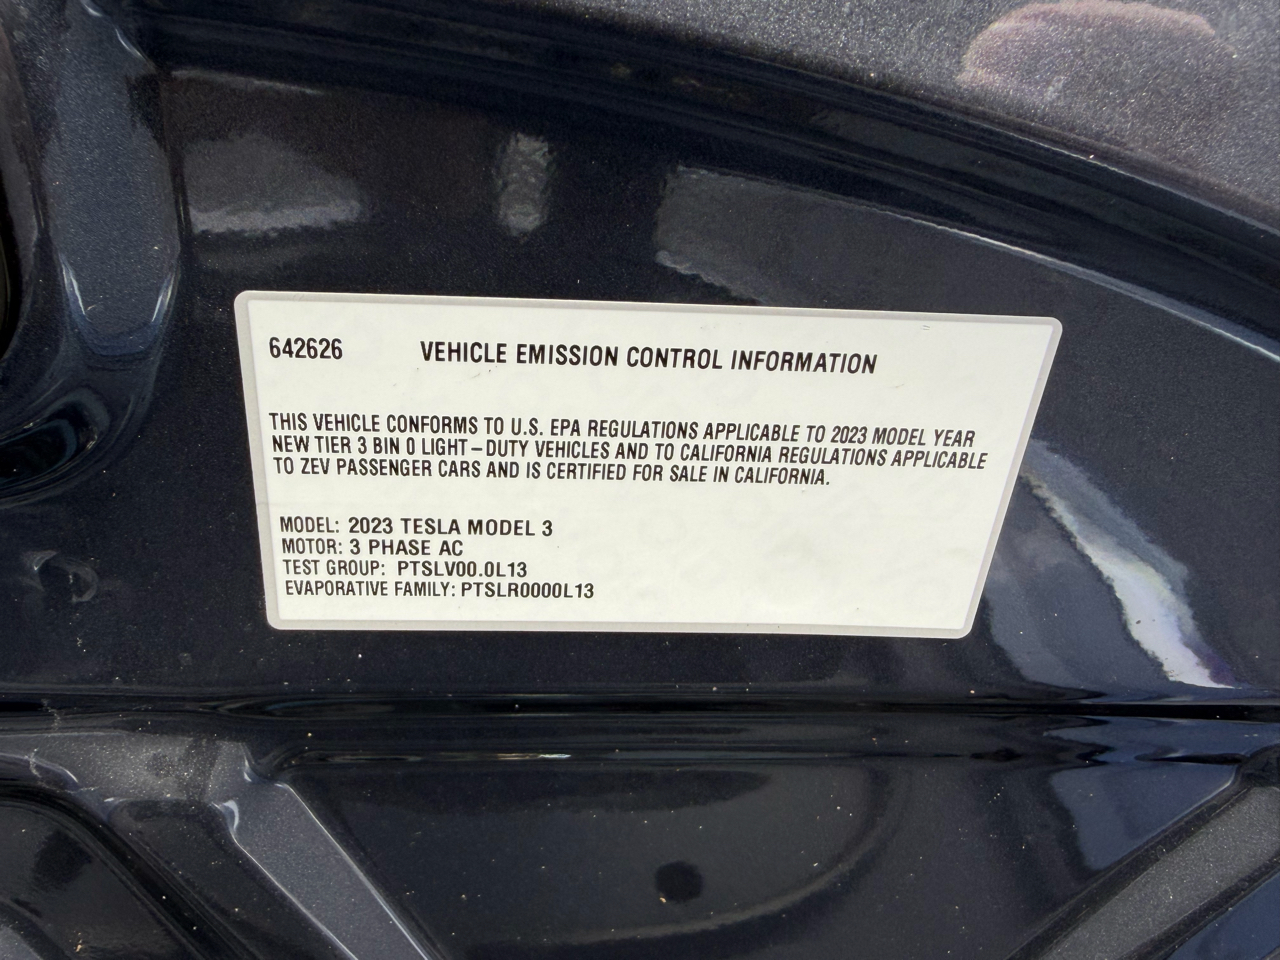 642626 VEHICLE EMISSION CONTROL INFORMATION
THIS VEHICLE CONFORMS TO U.S. EPA REGULATIONS APPLICABLE TO 2023 MODEL YEAR
NEW TIER 3 BIN 0 LIGHT-DUTY VEHICLES AND TO CALIFORNIA REGULATIONS APPLICABLE
TO ZEV PASSENGER CARS AND IS CERTIFIED FOR SALE IN CALIFORNIA.
MODEL: 2023 TESLA MODEL 3
MOTOR: 3 PHASE AC
TEST GROUP: PTSLV00.0L13
EVAPORATIVE FAMILY: PTSLR0000L13